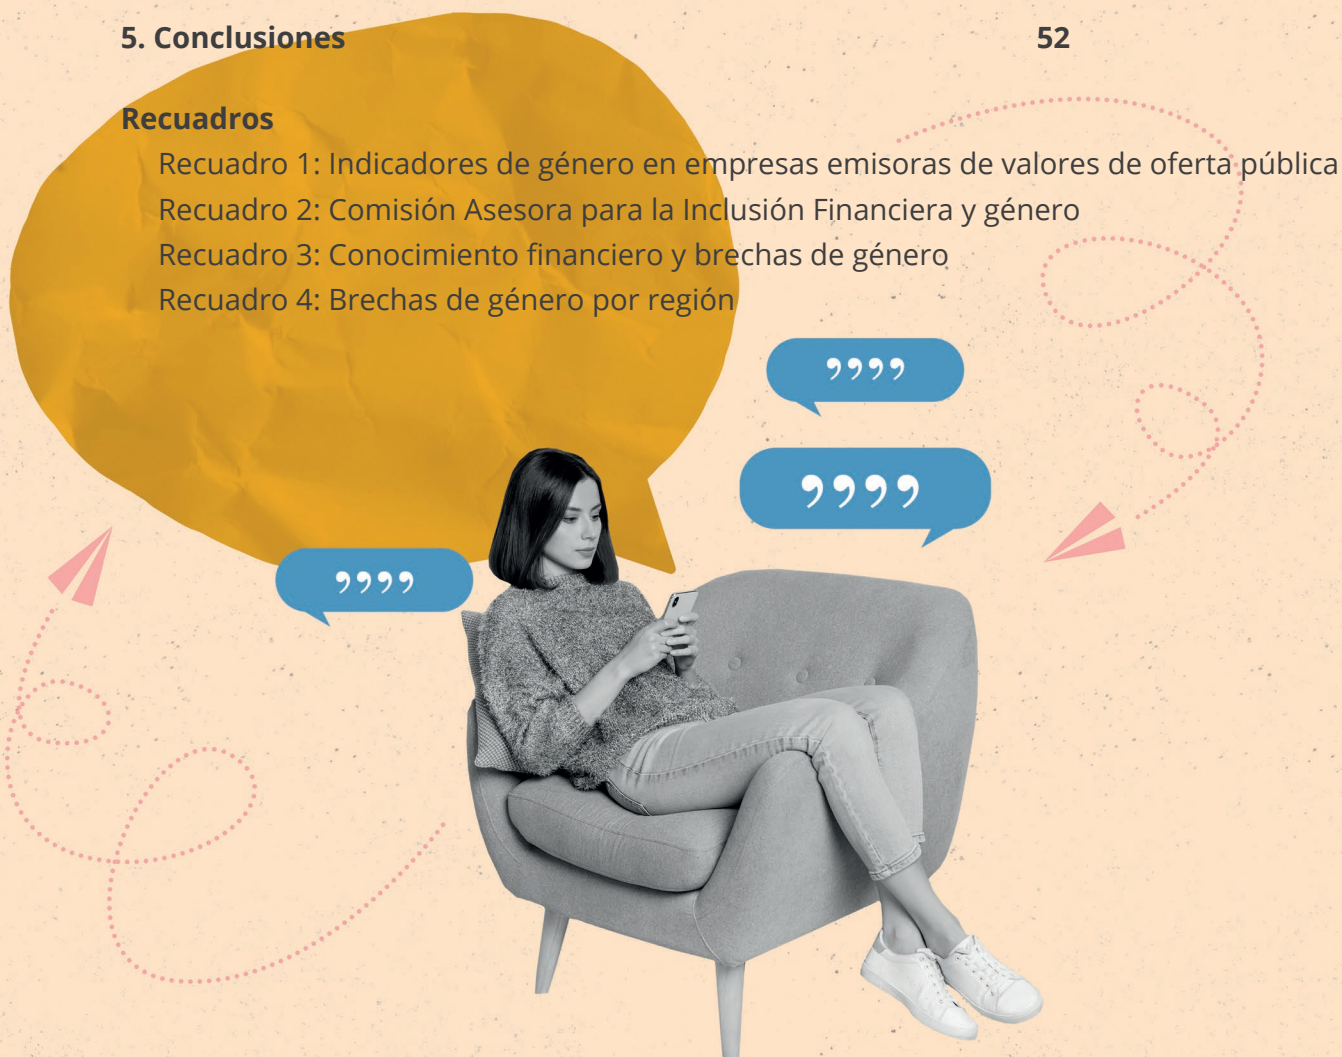 5. Conclusiones 52
Recuadros
Recuadro 1: Indicadores de género en empresas emisoras de valores de oferta pública
Recuadro 2: Comisión Asesora para la Inclusión Financiera y género
Recuadro 3: Conocimiento financiero y brechas de género
Recuadro 4: Brechas de género por región